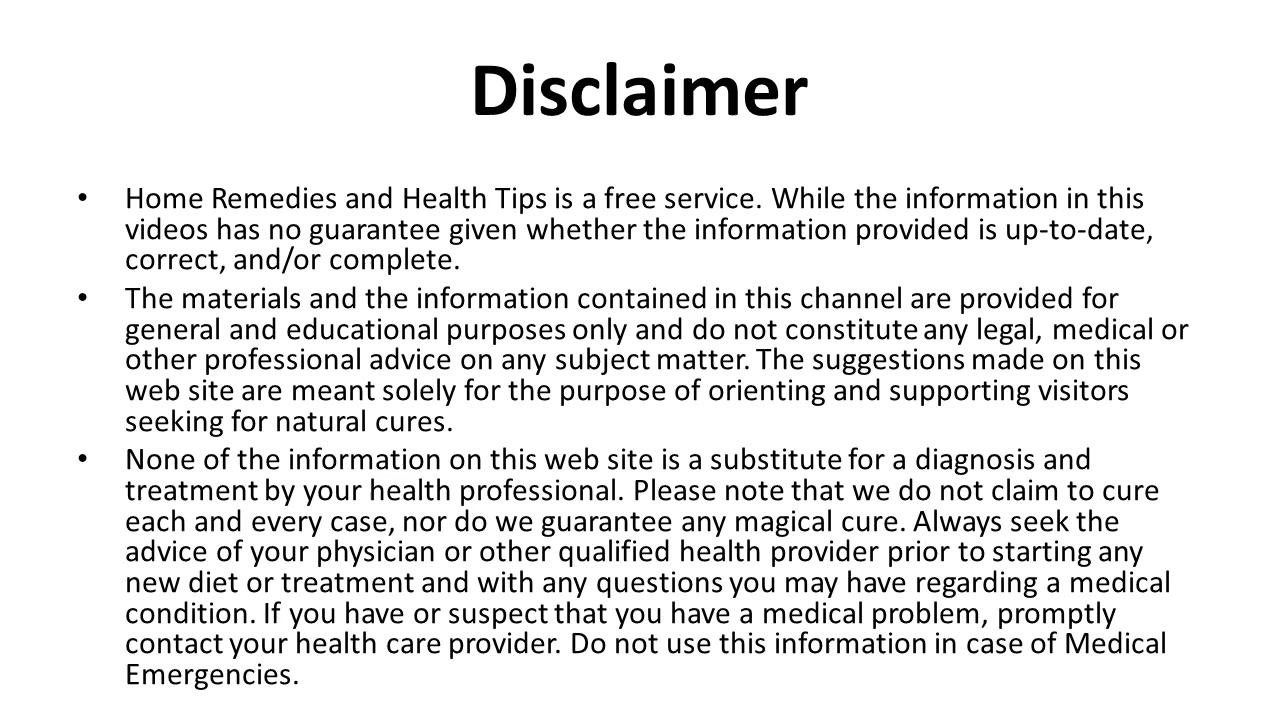 Disclaimer
• Home Remedies and Health Tips is a free service. While the information in this
videos has no guarantee given whether the information provided is up-to-date,
correct, and/or complete.
• The materials and the information contained in this channel are provided for
general and educational purposes only and do not constitute any legal, medical or
other professional advice on any subject matter. The suggestions made on this
web site are meant solely for the purpose of orienting and supporting visitors
seeking for natural cures.
• None of the information on this web site is a substitute for a diagnosis and
treatment by your health professional. Please note that we do not claim to cure
each and every case, nor do we guarantee any magical cure. Always seek the
advice of your physician or other qualified health provider prior to starting any
new diet or treatment and with any questions you may have regarding a medical
condition. If you have or suspect that you have a medical problem, promptly
contact your health care provider. Do not use this information in case of Medical
Emergencies.